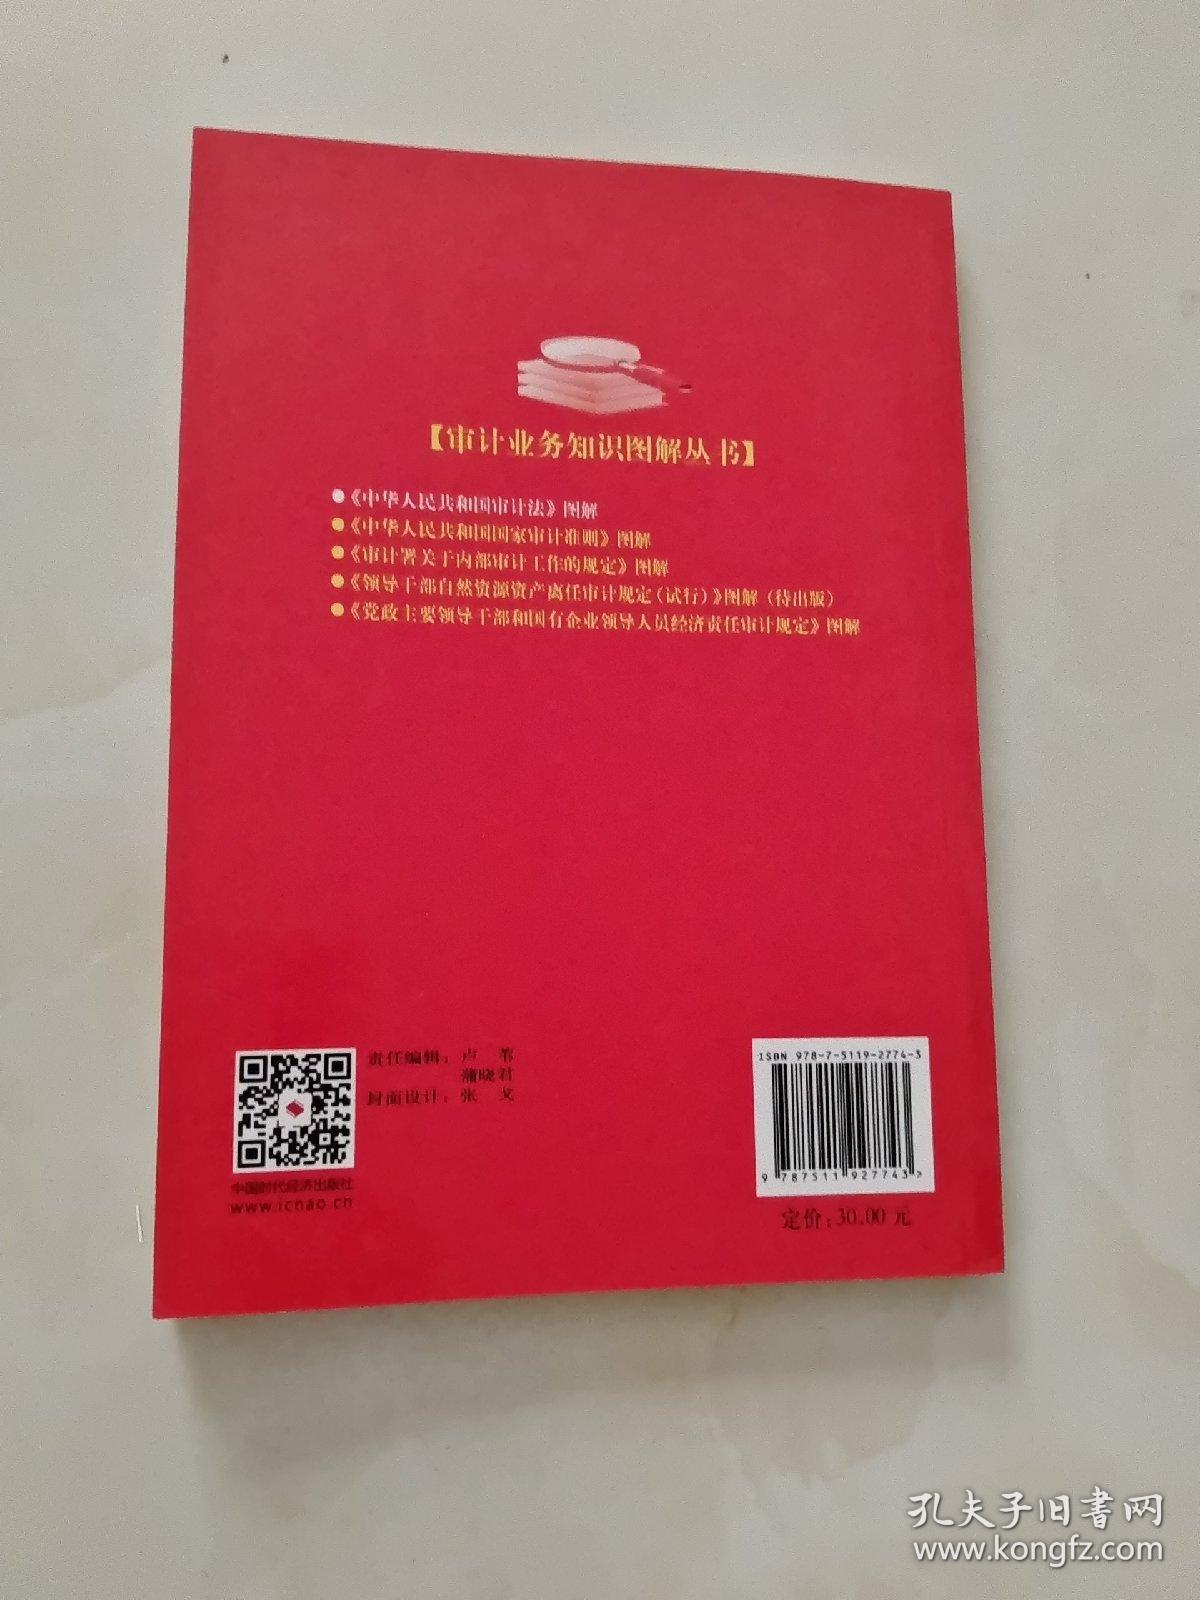 【审计业务知识图解丛书】
●《中华人民共和国审计法》图解
●《中华人民共和国国家审计准则》图解
●《审计署关于内部审计工作的规定》图解
●《领导干部自然资源资产离任审计规定（试行）》图解（待出版）
●《党政主要领导干部和国有企业领导人员经济责任审计规定》图解
责任编辑：卢 苇
蒲晓君
封面设计：张 戈
中国时代经济出版社
www.icnao.cn
ISBN 978-7-5119-2774-3
9 787511 927743 >
定价：30.00 元
孔夫子旧书网
www.kongfz.com